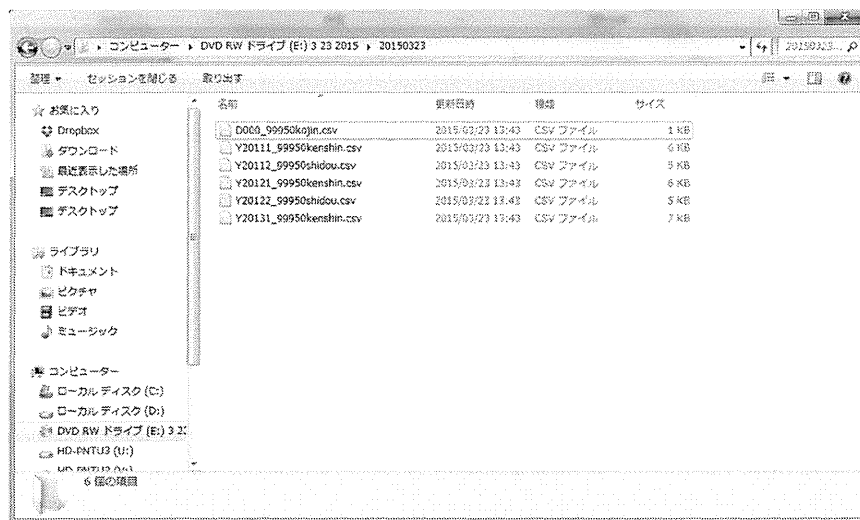 コンピューター ▸ DVD RW ドライブ (E:) 3 23 2015 ▸ 20150323
20150323...
整理 セッションを閉じる 取り出す
お気に入り
Dropbox
ダウンロード
最近表示した場所
デスクトップ
デスクトップ
ライブラリ
ドキュメント
ピクチャ
ビデオ
ミュージック
コンピューター
ローカル ディスク (C:)
ローカル ディスク (D:)
DVD RW ドライブ (E:) 3 23
HD-PNTU3 (U:)
名前 更新日時 種類 サイズ
D000_99950kojin.csv 2015/03/23 13:43 CSV ファイル 1 KB
Y20111_99950kenshin.csv 2015/03/23 13:43 CSV ファイル 6 KB
Y20112_99950shidou.csv 2015/03/23 13:43 CSV ファイル 5 KB
Y20121_99950kenshin.csv 2015/03/23 13:43 CSV ファイル 6 KB
Y20122_99950shidou.csv 2015/03/23 13:43 CSV ファイル 5 KB
Y20131_99950kenshin.csv 2015/03/23 13:43 CSV ファイル 7 KB
6 個の項目